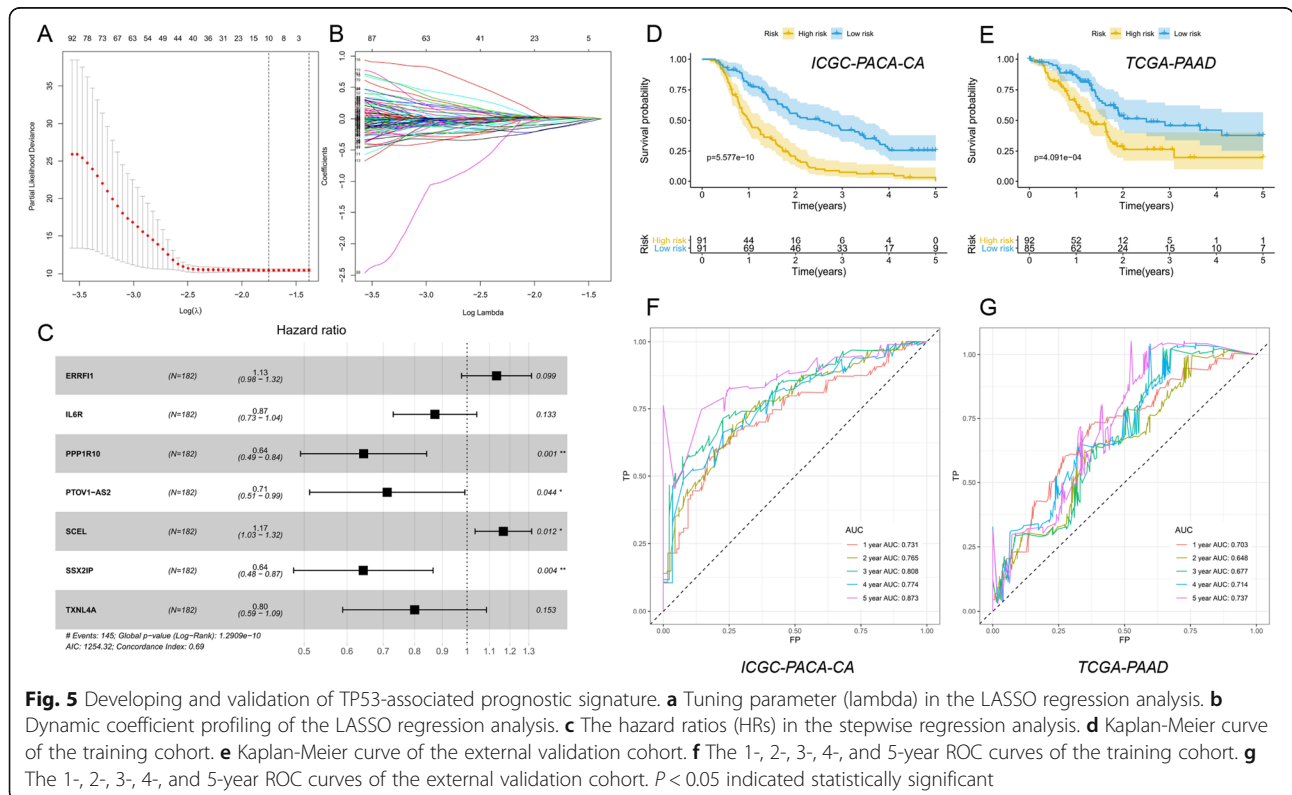 A
92 78 73 67 63 54 49 44 40 36 31 23 15 10 8 3
Partial Likelihood Deviance
35
30
25
20
15
10
−3.5 −3.0 −2.5 −2.0 −1.5
Log(λ)
B
87 63 41 23 5
Coefficients
1.0
0.5
0.0
−0.5
−1.0
−1.5
−2.0
−2.5
−3.5 −3.0 −2.5 −2.0 −1.5
Log Lambda
C
Hazard ratio
ERRFI1 (N=182) 1.13 0.099
(0.98 − 1.32)
IL6R (N=182) 0.87 0.133
(0.73 − 1.04)
PPP1R10 (N=182) 0.64 0.001 **
(0.49 − 0.84)
PTOV1−AS2 (N=182) 0.71 0.044 *
(0.51 − 0.99)
SCEL (N=182) 1.17 0.012 *
(1.03 − 1.32)
SSX2IP (N=182) 0.64 0.004 **
(0.48 − 0.87)
TXNL4A (N=182) 0.80 0.153
(0.59 − 1.09)
# Events: 145; Global p−value (Log−Rank): 1.2909e−10
AIC: 1254.32; Concordance Index: 0.69
0.5 0.6 0.7 0.8 0.9 1 1.1 1.2 1.3
D
Risk High risk Low risk
ICGC-PACA-CA
Survival probability
1.00
0.75
0.50
0.25
0.00
p=5.577e−10
0 1 2 3 4 5
Time(years)
Risk
High risk 91 44 16 6 4 0
Low risk 91 69 46 33 17 9
0 1 2 3 4 5
Time(years)
E
Risk High risk Low risk
TCGA-PAAD
Survival probability
1.00
0.75
0.50
0.25
0.00
p=4.091e−04
0 1 2 3 4 5
Time(years)
Risk
High risk 92 52 12 5 1 1
Low risk 85 62 24 15 10 7
0 1 2 3 4 5
Time(years)
F
TP
1.00
0.75
0.50
0.25
0.00
AUC
1 year AUC: 0.731
2 year AUC: 0.765
3 year AUC: 0.808
4 year AUC: 0.774
5 year AUC: 0.873
0.00 0.25 0.50 0.75 1.00
FP
ICGC-PACA-CA
G
TP
1.00
0.75
0.50
0.25
0.00
AUC
1 year AUC: 0.703
2 year AUC: 0.648
3 year AUC: 0.677
4 year AUC: 0.714
5 year AUC: 0.737
0.00 0.25 0.50 0.75 1.00
FP
TCGA-PAAD
Fig. 5 Developing and validation of TP53-associated prognostic signature. a Tuning parameter (lambda) in the LASSO regression analysis. b
Dynamic coefficient profiling of the LASSO regression analysis. c The hazard ratios (HRs) in the stepwise regression analysis. d Kaplan-Meier curve
of the training cohort. e Kaplan-Meier curve of the external validation cohort. f The 1-, 2-, 3-, 4-, and 5-year ROC curves of the training cohort. g
The 1-, 2-, 3-, 4-, and 5-year ROC curves of the external validation cohort. P < 0.05 indicated statistically significant